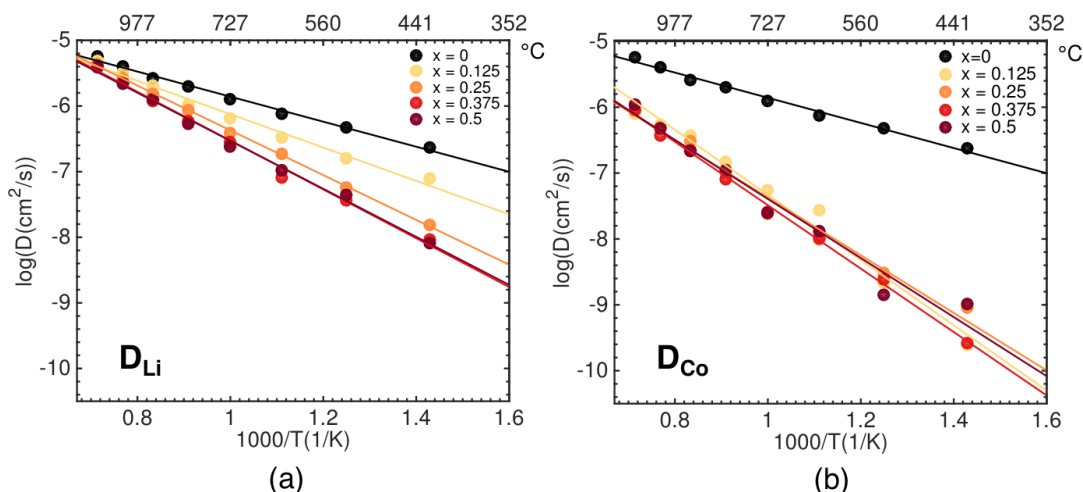 977 727 560 441 352
°C
-5
-6
-7
-8
-9
-10
log(D(cm²/s))
x = 0
x = 0.125
x = 0.25
x = 0.375
x = 0.5
D_Li
0.8 1 1.2 1.4 1.6
1000/T(1/K)
(a)
977 727 560 441 352
°C
-5
-6
-7
-8
-9
-10
log(D(cm²/s))
x=0
x = 0.125
x = 0.25
x = 0.375
x = 0.5
D_Co
0.8 1 1.2 1.4 1.6
1000/T(1/K)
(b)